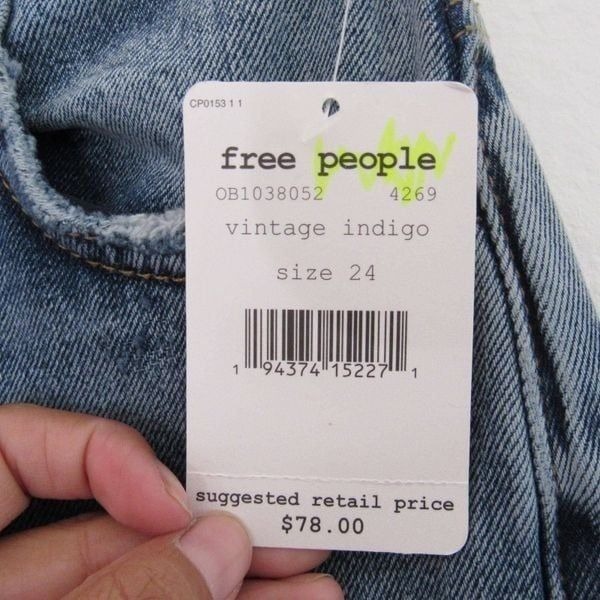 CP0153 1 1
free people
OB1038052 4269
vintage indigo
size 24
1 94374 15227 1
suggested retail price
$78.00